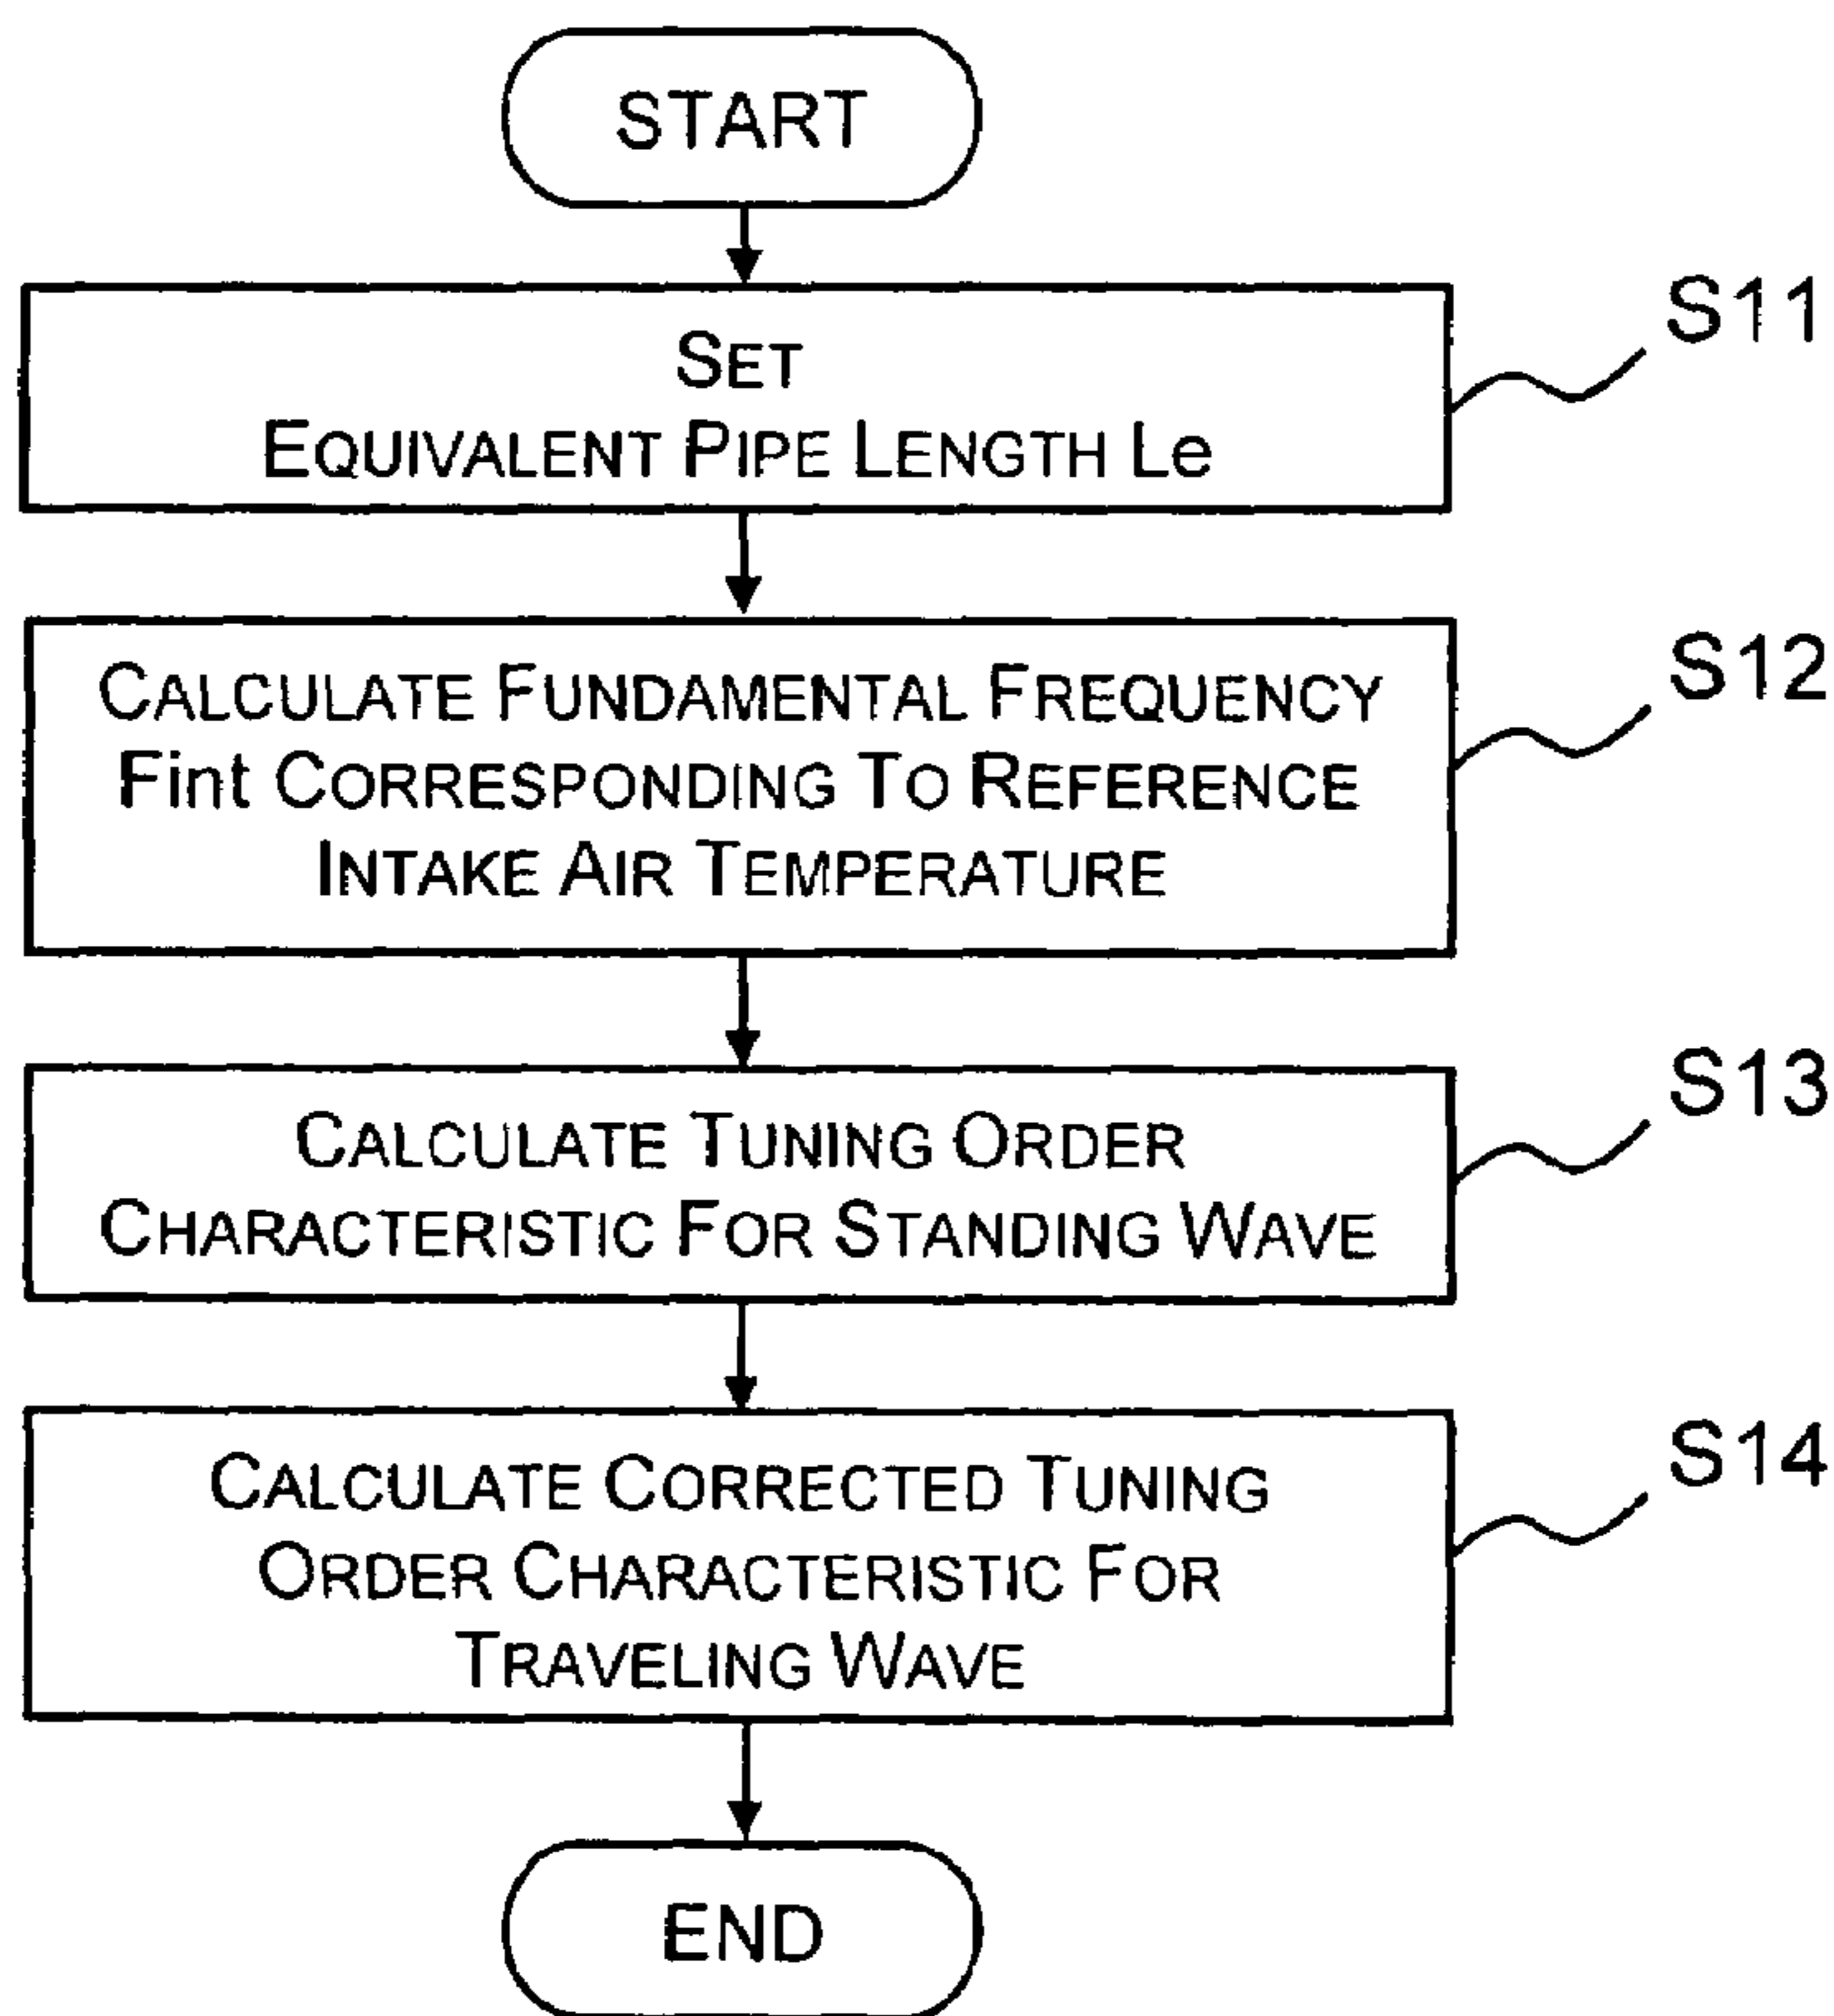 START
SET
EQUIVALENT PIPE LENGTH Le
S11
CALCULATE FUNDAMENTAL FREQUENCY
Fint CORRESPONDING TO REFERENCE
INTAKE AIR TEMPERATURE
S12
CALCULATE TUNING ORDER
CHARACTERISTIC FOR STANDING WAVE
S13
CALCULATE CORRECTED TUNING
ORDER CHARACTERISTIC FOR
TRAVELING WAVE
S14
END